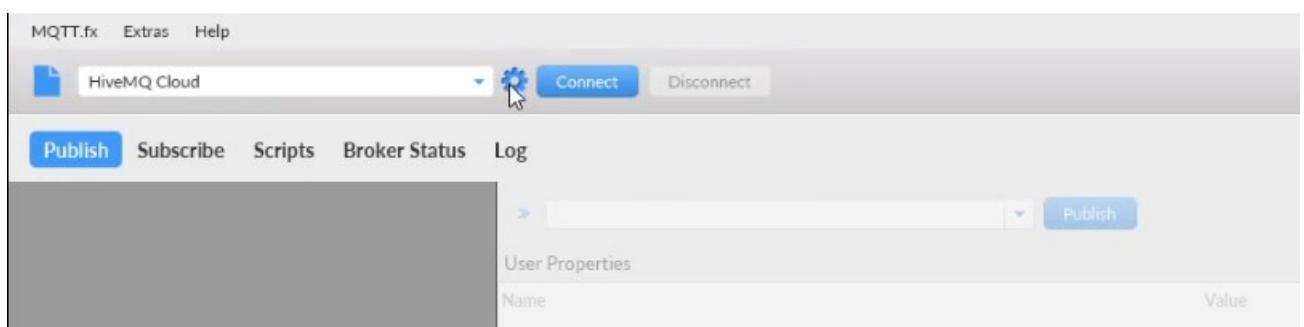 MQTT.fx Extras Help
HiveMQ Cloud Connect Disconnect
Publish Subscribe Scripts Broker Status Log
» Publish
User Properties
Name Value